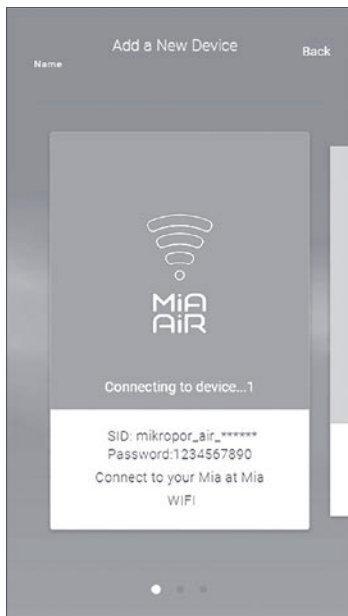 Add a New Device
Back
Name
MiA
AiR
Connecting to device...1
SID: mikropor_air_******
Password:1234567890
Connect to your Mia at Mia
WIFI